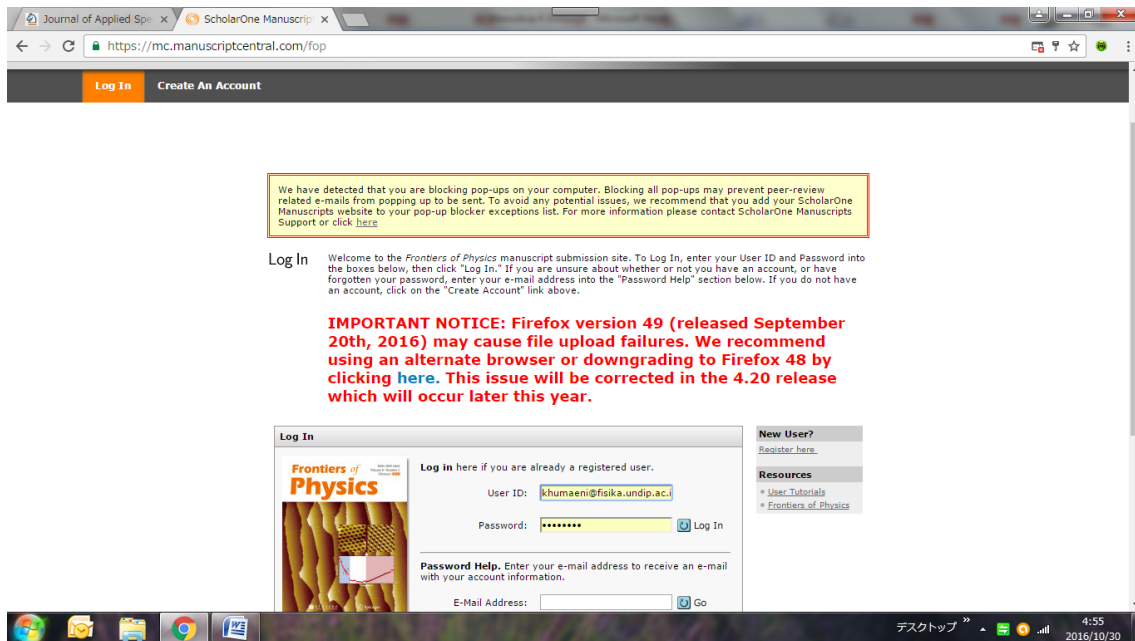 Journal of Applied Spe
ScholarOne Manuscript
https://mc.manuscriptcentral.com/fop
Log In Create An Account
We have detected that you are blocking pop-ups on your computer. Blocking all pop-ups may prevent peer-review
related e-mails from popping up to be sent. To avoid any potential issues, we recommend that you add your ScholarOne
Manuscripts website to your pop-up blocker exceptions list. For more information please contact ScholarOne Manuscripts
Support or click here
Log In
Welcome to the Frontiers of Physics manuscript submission site. To Log In, enter your User ID and Password into
the boxes below, then click "Log In." If you are unsure about whether or not you have an account, or have
forgotten your password, enter your e-mail address into the "Password Help" section below. If you do not have
an account, click on the "Create Account" link above.
IMPORTANT NOTICE: Firefox version 49 (released September
20th, 2016) may cause file upload failures. We recommend
using an alternate browser or downgrading to Firefox 48 by
clicking here. This issue will be corrected in the 4.20 release
which will occur later this year.
Log In
Frontiers of
Physics
Log in here if you are already a registered user.
User ID: khumaeni@fisika.undip.ac.i
Password: •••••••• Log In
Password Help. Enter your e-mail address to receive an e-mail
with your account information.
E-Mail Address: Go
New User?
Register here
Resources
User Tutorials
Frontiers of Physics
デスクトップ
4:55
2016/10/30